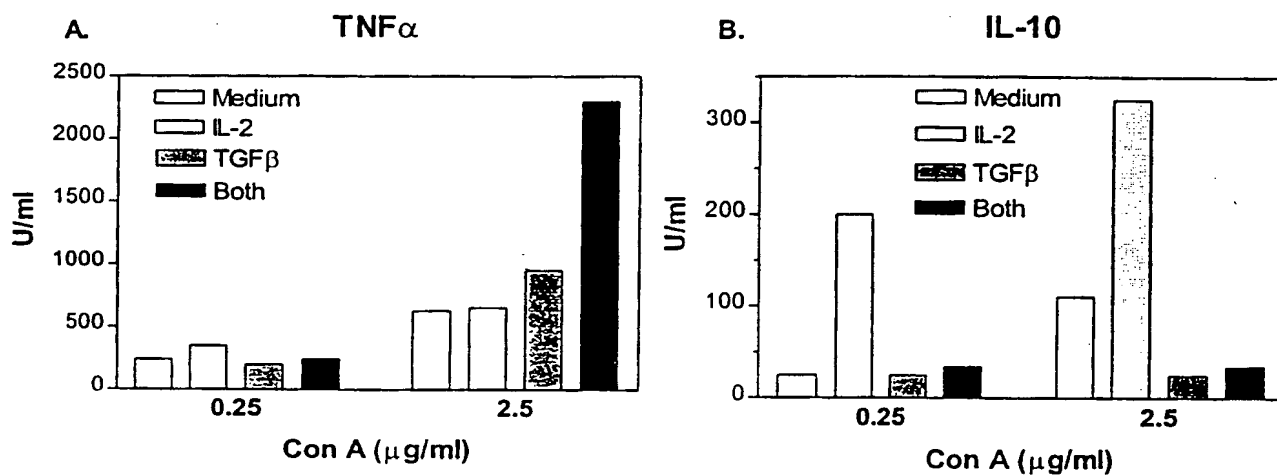 A.
TNFα
2500
2000
1500
1000
500
0
U/ml
Medium
IL-2
TGFβ
Both
0.25
2.5
Con A (μg/ml)
B.
IL-10
300
200
100
0
U/ml
Medium
IL-2
TGFβ
Both
0.25
2.5
Con A (μg/ml)